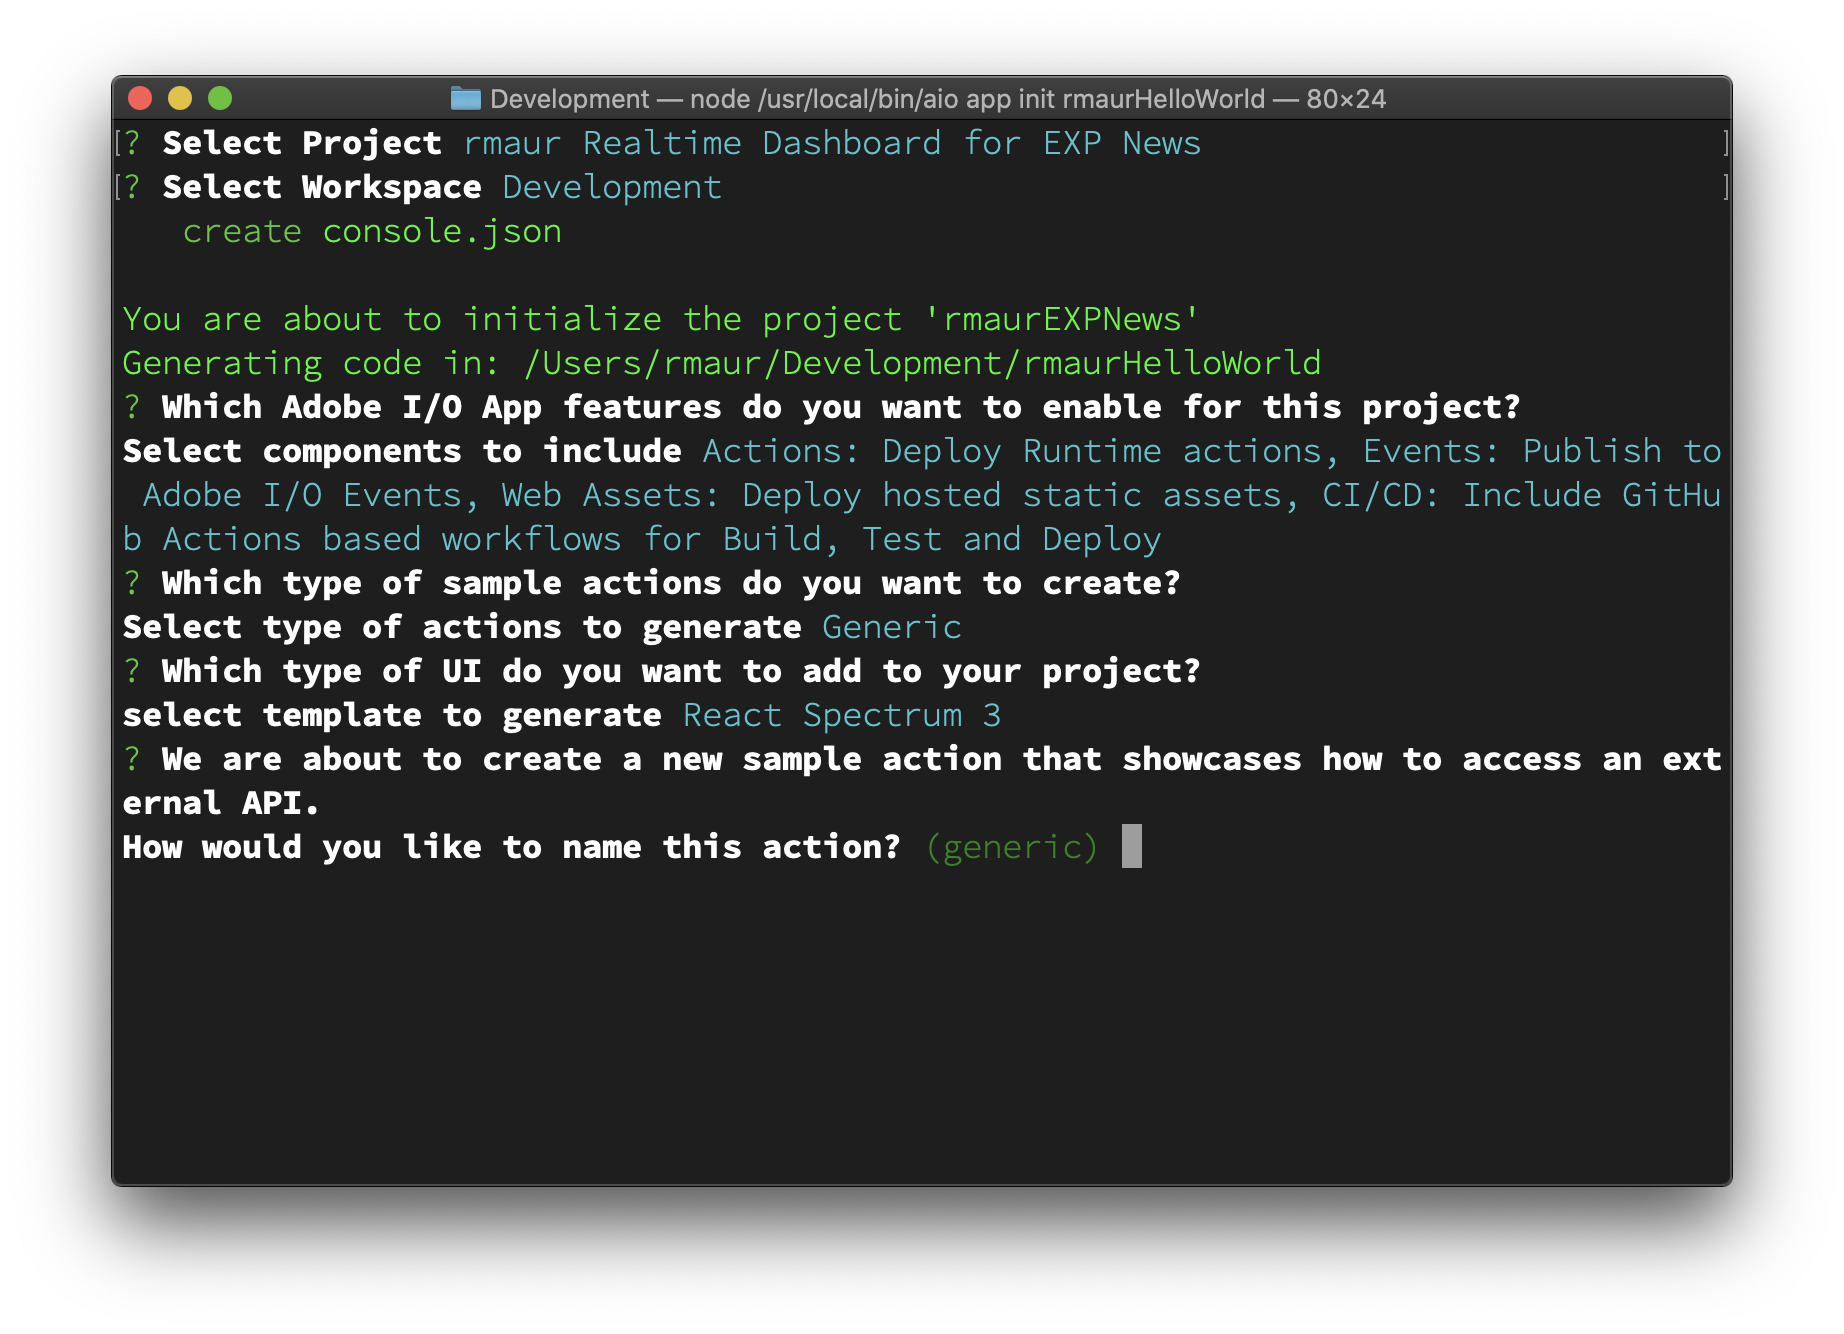 Development — node /usr/local/bin/aio app init rmaurHelloWorld — 80×24
[? Select Project rmaur Realtime Dashboard for EXP News ]
[? Select Workspace Development ]
create console.json
You are about to initialize the project 'rmaurEXPNews'
Generating code in: /Users/rmaur/Development/rmaurHelloWorld
? Which Adobe I/O App features do you want to enable for this project?
Select components to include Actions: Deploy Runtime actions, Events: Publish to
Adobe I/O Events, Web Assets: Deploy hosted static assets, CI/CD: Include GitHu
b Actions based workflows for Build, Test and Deploy
? Which type of sample actions do you want to create?
Select type of actions to generate Generic
? Which type of UI do you want to add to your project?
select template to generate React Spectrum 3
? We are about to create a new sample action that showcases how to access an ext
ernal API.
How would you like to name this action? (generic)